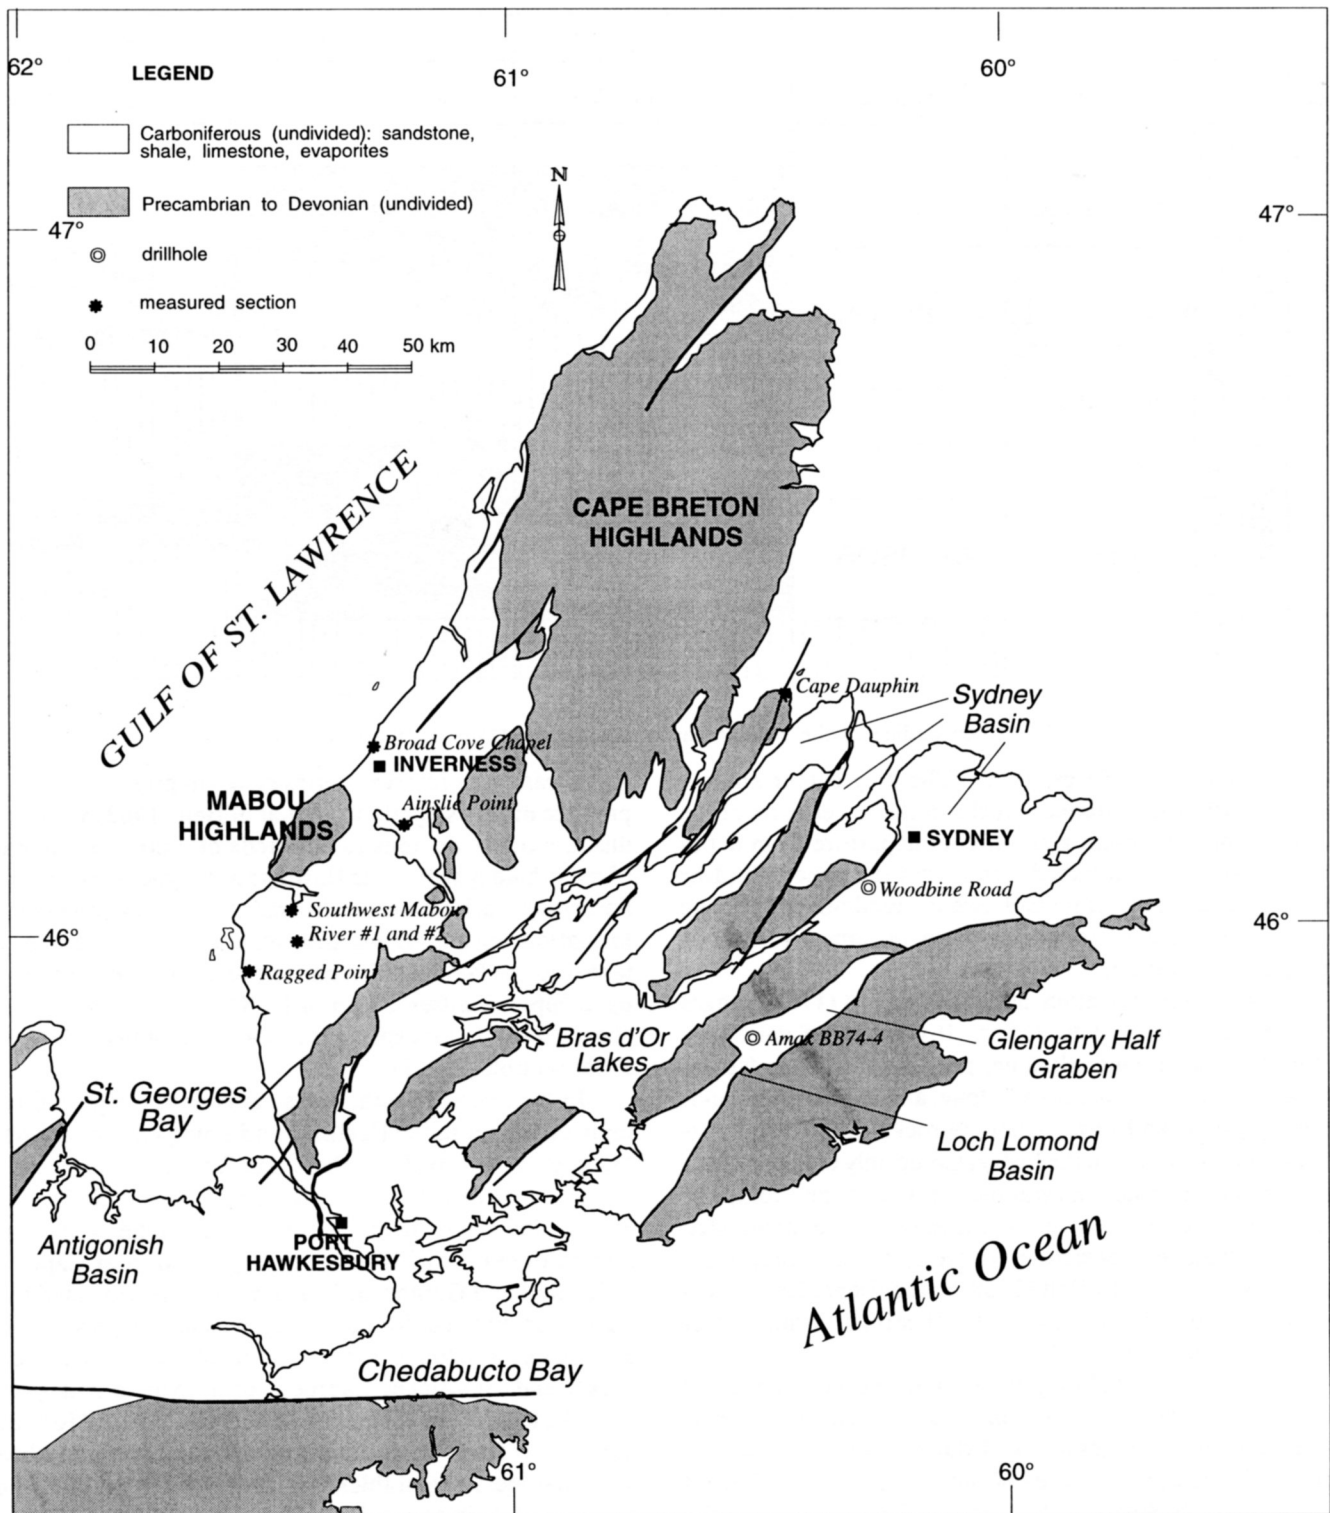 62°
61°
60°
LEGEND
Carboniferous (undivided): sandstone,
shale, limestone, evaporites
Precambrian to Devonian (undivided)
drillhole
measured section
0 10 20 30 40 50 km
N
47°
47°
GULF OF ST. LAWRENCE
CAPE BRETON
HIGHLANDS
Cape Dauphin
Sydney
Basin
Broad Cove Chapel
INVERNESS
Ainslie Point
MABOU
HIGHLANDS
SYDNEY
Woodbine Road
Southwest Mabou
River #1 and #2
46°
46°
Ragged Point
Bras d'Or
Lakes
Amax BB74-4
Glengarry Half
Graben
St. Georges
Bay
Loch Lomond
Basin
Antigonish
Basin
PORT
HAWKESBURY
Atlantic Ocean
Chedabucto Bay
61°
60°